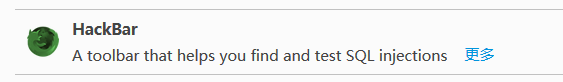 HackBar
A toolbar that helps you find and test SQL injections 更多